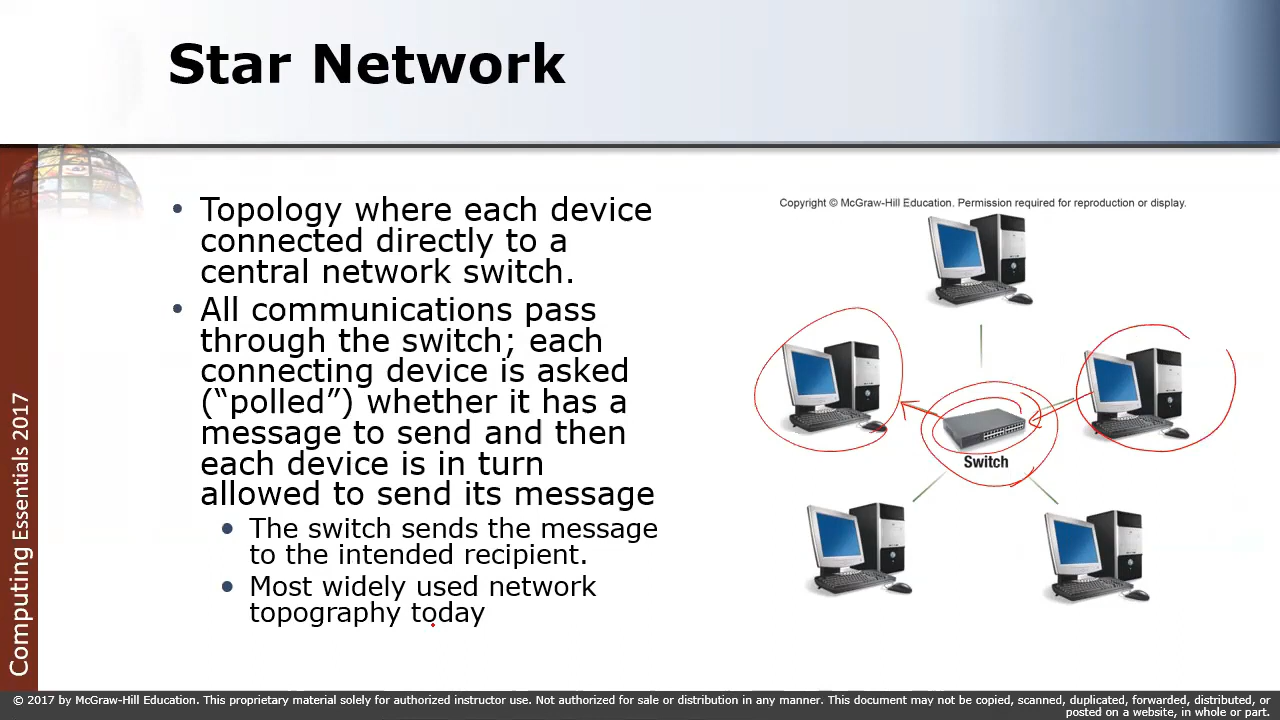 Star Network
Copyright © McGraw-Hill Education. Permission required for reproduction or display.
• Topology where each device
connected directly to a
central network switch.
• All communications pass
through the switch; each
connecting device is asked
(“polled”) whether it has a
message to send and then
each device is in turn
allowed to send its message
• The switch sends the message
to the intended recipient.
• Most widely used network
topography today
Switch
Computing Essentials 2017
© 2017 by McGraw-Hill Education. This proprietary material solely for authorized instructor use. Not authorized for sale or distribution in any manner. This document may not be copied, scanned, duplicated, forwarded, distributed, or
posted on a website, in whole or part.